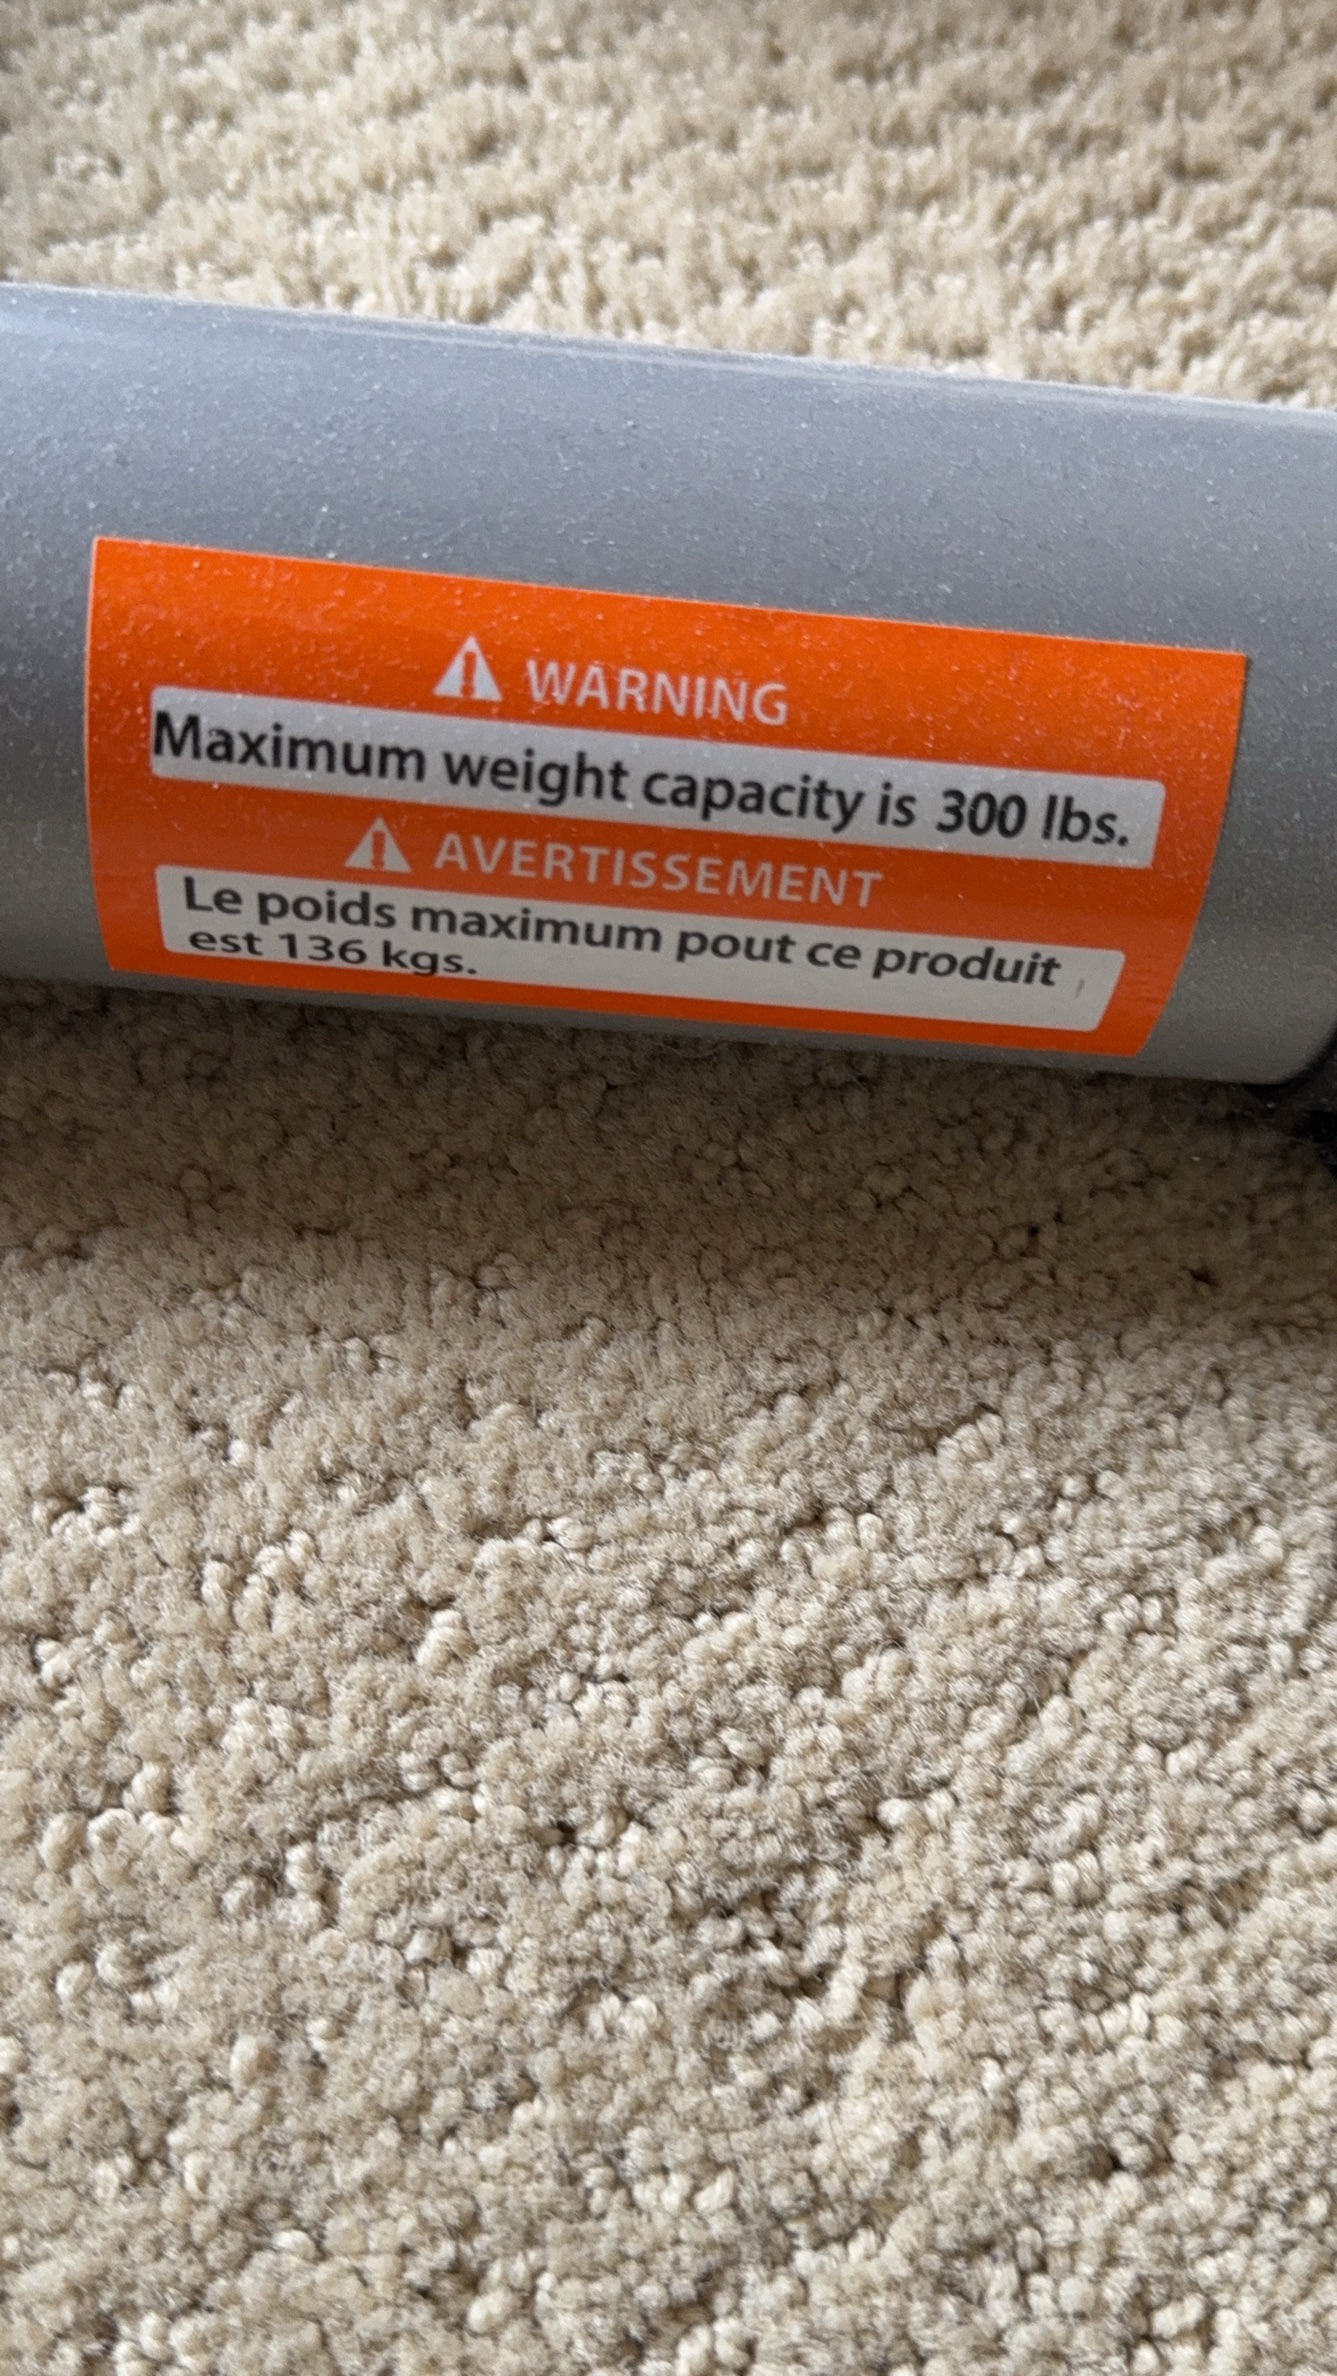 WARNING
Maximum weight capacity is 300 lbs.
AVERTISSEMENT
Le poids maximum pout ce produit
est 136 kgs.